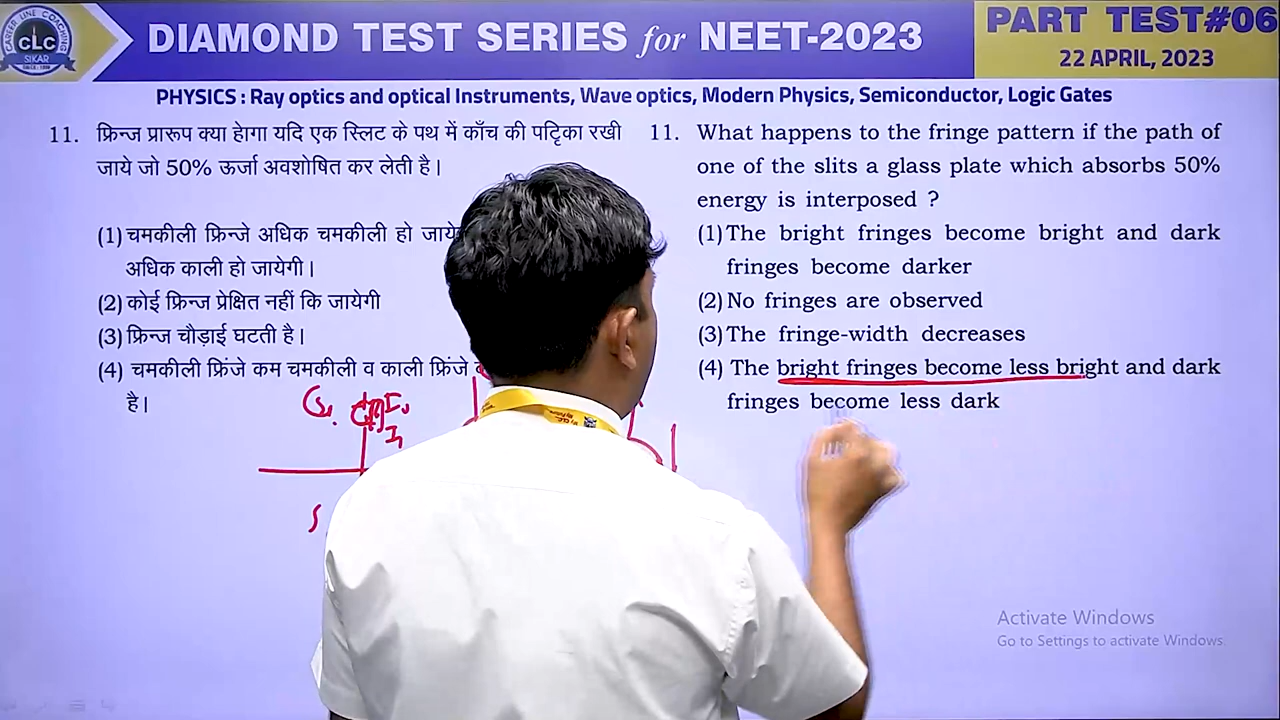 CAREER LINE COACHING
CLC
SIKAR
DIAMOND TEST SERIES for NEET-2023
PART TEST#06
22 APRIL, 2023
PHYSICS : Ray optics and optical Instruments, Wave optics, Modern Physics, Semiconductor, Logic Gates
11. फ्रिन्ज प्रारूप क्या हेागा यदि एक स्लिट के पथ में काँच की पट्टिका रखी
जाये जो 50% ऊर्जा अवशोषित कर लेती है।
(1) चमकीली फ्रिन्जे अधिक चमकीली हो
अधिक काली हो जायेगी।
(2) कोई फ्रिन्ज प्रेक्षित नहीं कि जायेगी
(3) फ्रिन्ज चौड़ाई घटती है।
(4) चमकीली फ्रिंजे कम चमकीली व काली फ्रिंजे
है।
11. What happens to the fringe pattern if the path of
one of the slits a glass plate which absorbs 50%
energy is interposed ?
(1) The bright fringes become bright and dark
fringes become darker
(2) No fringes are observed
(3) The fringe-width decreases
(4) The bright fringes become less bright and dark
fringes become less dark
Activate Windows
Go to Settings to activate Windows.